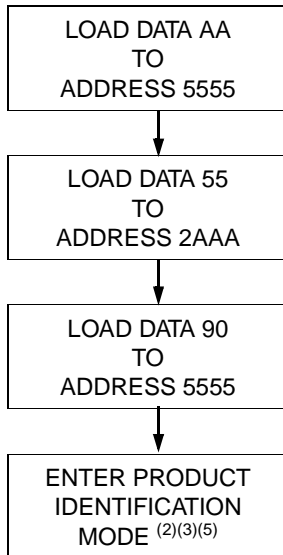 LOAD DATA AA
TO
ADDRESS 5555
LOAD DATA 55
TO
ADDRESS 2AAA
LOAD DATA 90
TO
ADDRESS 5555
ENTER PRODUCT
IDENTIFICATION
MODE (2)(3)(5)